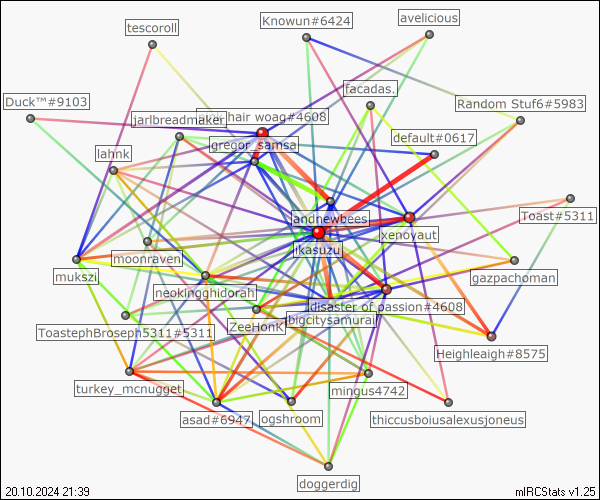 Knowun#6424
avelicious
tescoroll
facadas.
Duck™#9103
Random Stuf6#5983
jarlbreadmaker
hair woag#4608
default#0617
gregor_samsa
lahnk
andnewbees
Toast#5311
xenovaut
ikasuzu
moonraven
mukszi
gazpachoman
neokingghidorah
disaster of passion#4608
bigcitysamurai
ToastephBroseph5311#5311
ZeeHonk
Heighleaigh#8575
turkey_mcnugget
mingus4742
asad#6947
ogshroom
thiccusboiusalexusjoneus
doggerdig
20.10.2024 21:39
mIRCStats v1.25